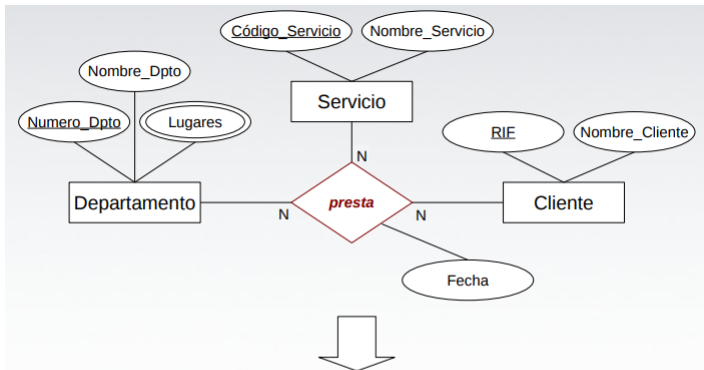 Código_Servicio
Nombre_Servicio
Nombre_Dpto
Servicio
Numero_Dpto
Lugares
RIF
Nombre_Cliente
N
Departamento
presta
Cliente
N
N
Fecha